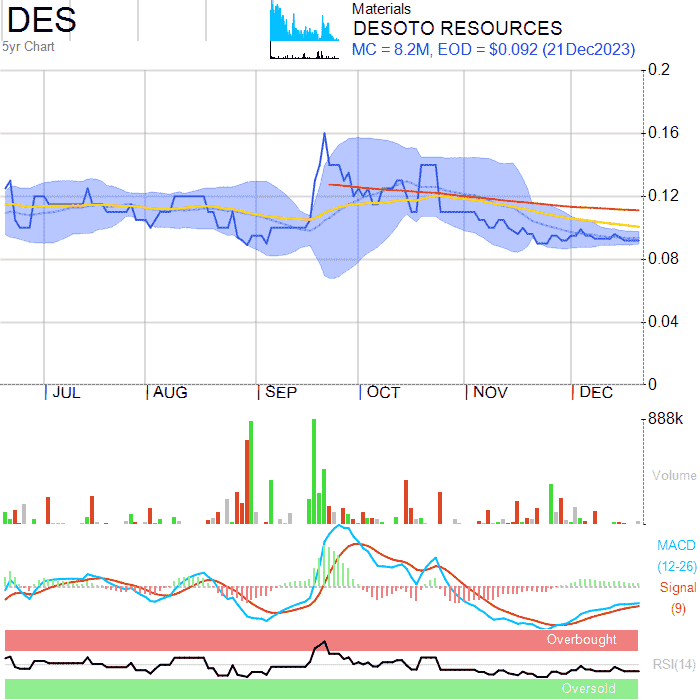 DES
5yr Chart
Materials
DESOTO RESOURCES
MC = 8.2M, EOD = $0.092 (21Dec2023)
0.2
0.16
0.12
0.08
0.04
0
JUL AUG SEP OCT NOV DEC
888k
Volume
MACD
(12-26)
Signal
(9)
Overbought
RSI(14)
Oversold